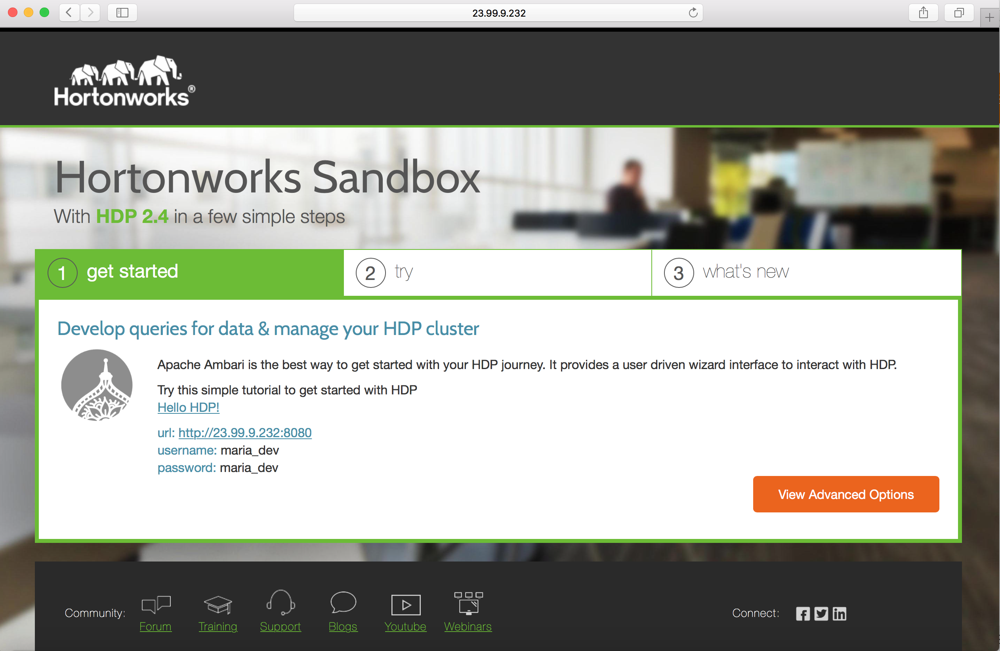 23.99.9.232
Hortonworks®
Hortonworks Sandbox
With HDP 2.4 in a few simple steps
1 get started
2 try
3 what's new
Develop queries for data & manage your HDP cluster
Apache Ambari is the best way to get started with your HDP journey. It provides a user driven wizard interface to interact with HDP.
Try this simple tutorial to get started with HDP
Hello HDP!
url: http://23.99.9.232:8080
username: maria_dev
password: maria_dev
View Advanced Options
Community:
Forum
Training
Support
Blogs
Youtube
Webinars
Connect: